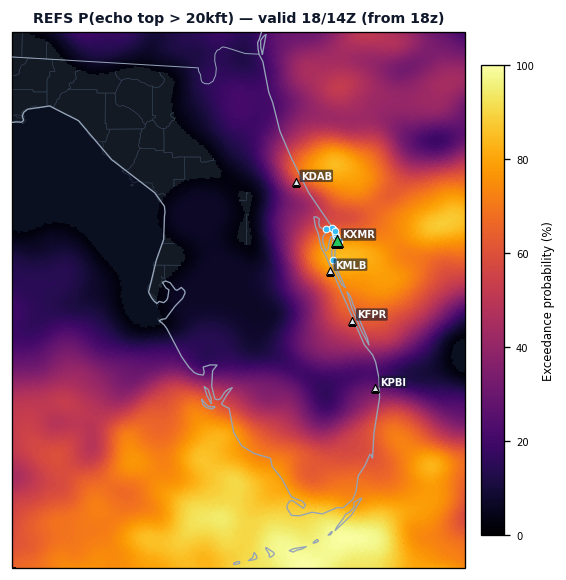 REFS P(echo top > 20kft) — valid 18/14Z (from 18z)
100
80
60
40
20
0
Exceedance probability (%)
KDAB
KXMR
KMLB
KFPR
KPBI